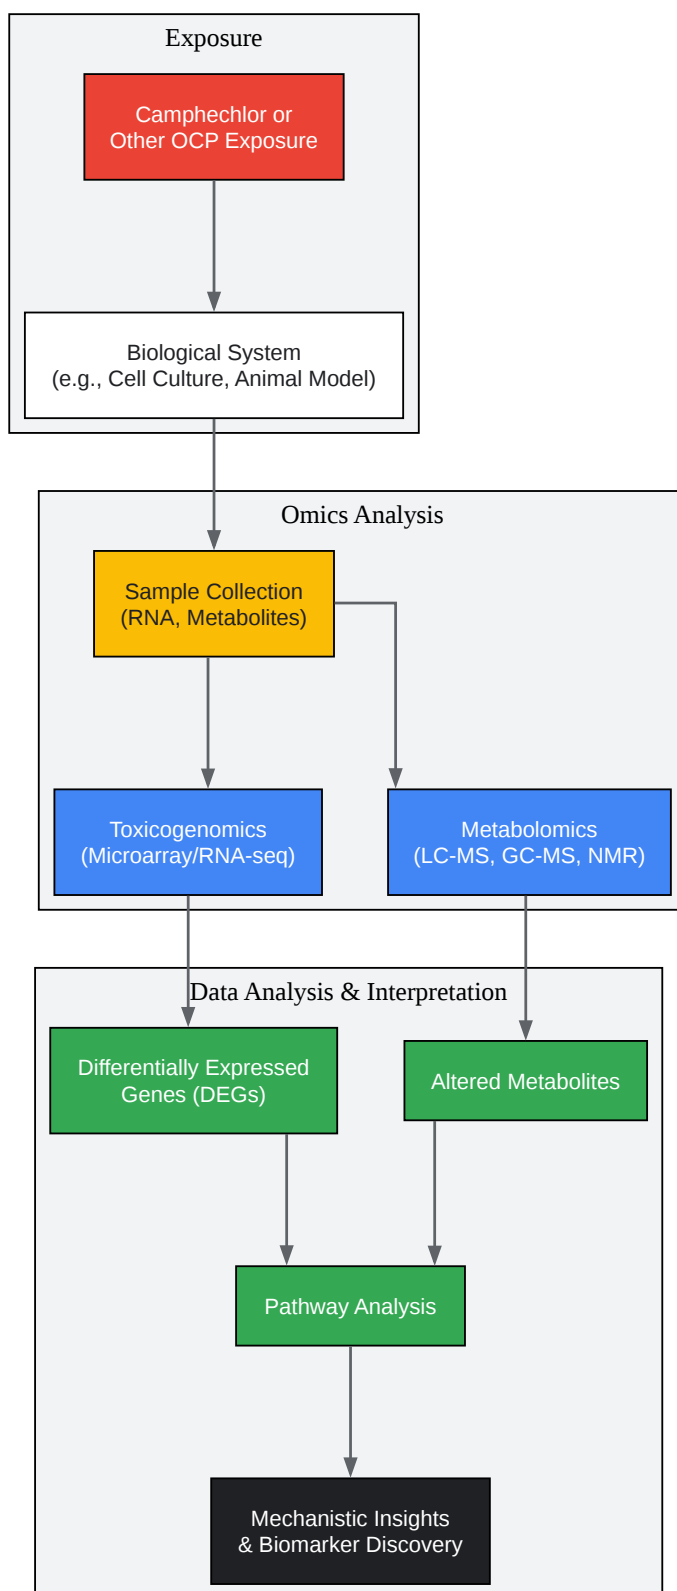 Exposure
Camphechlor or
Other OCP Exposure
Biological System
(e.g., Cell Culture, Animal Model)
Omics Analysis
Sample Collection
(RNA, Metabolites)
Toxicogenomics
(Microarray/RNA-seq)
Metabolomics
(LC-MS, GC-MS, NMR)
Data Analysis & Interpretation
Differentially Expressed
Genes (DEGs)
Altered Metabolites
Pathway Analysis
Mechanistic Insights
& Biomarker Discovery